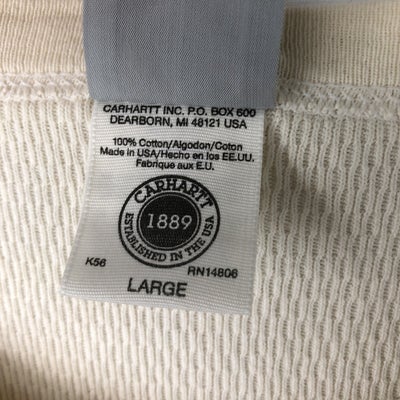 CARHARTT INC. P.O. BOX 600
DEARBORN, MI 48121 USA
100% Cotton/Algodon/Coton
Made in USA/Hecho en los EE.UU.
Fabrique aux E.U.
CARHARTT
1889
ESTABLISHED IN THE USA
K56
RN14806
LARGE